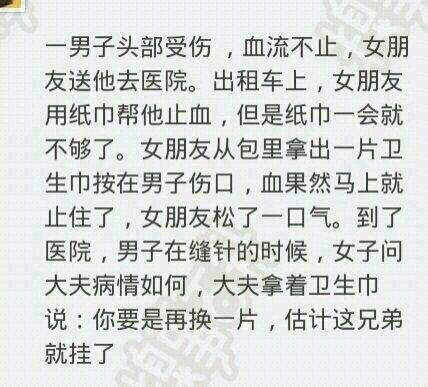 一男子头部受伤 ，血流不止，女朋
友送他去医院。出租车上，女朋友
用纸巾帮他止血，但是纸巾一会就
不够了。女朋友从包里拿出一片卫
生巾按在男子伤口，血果然马上就
止住了，女朋友松了一口气。到了
医院，男子在缝针的时候，女子问
大夫病情如何，大夫拿着卫生巾
说：你要是再换一片，估计这兄弟
就挂了